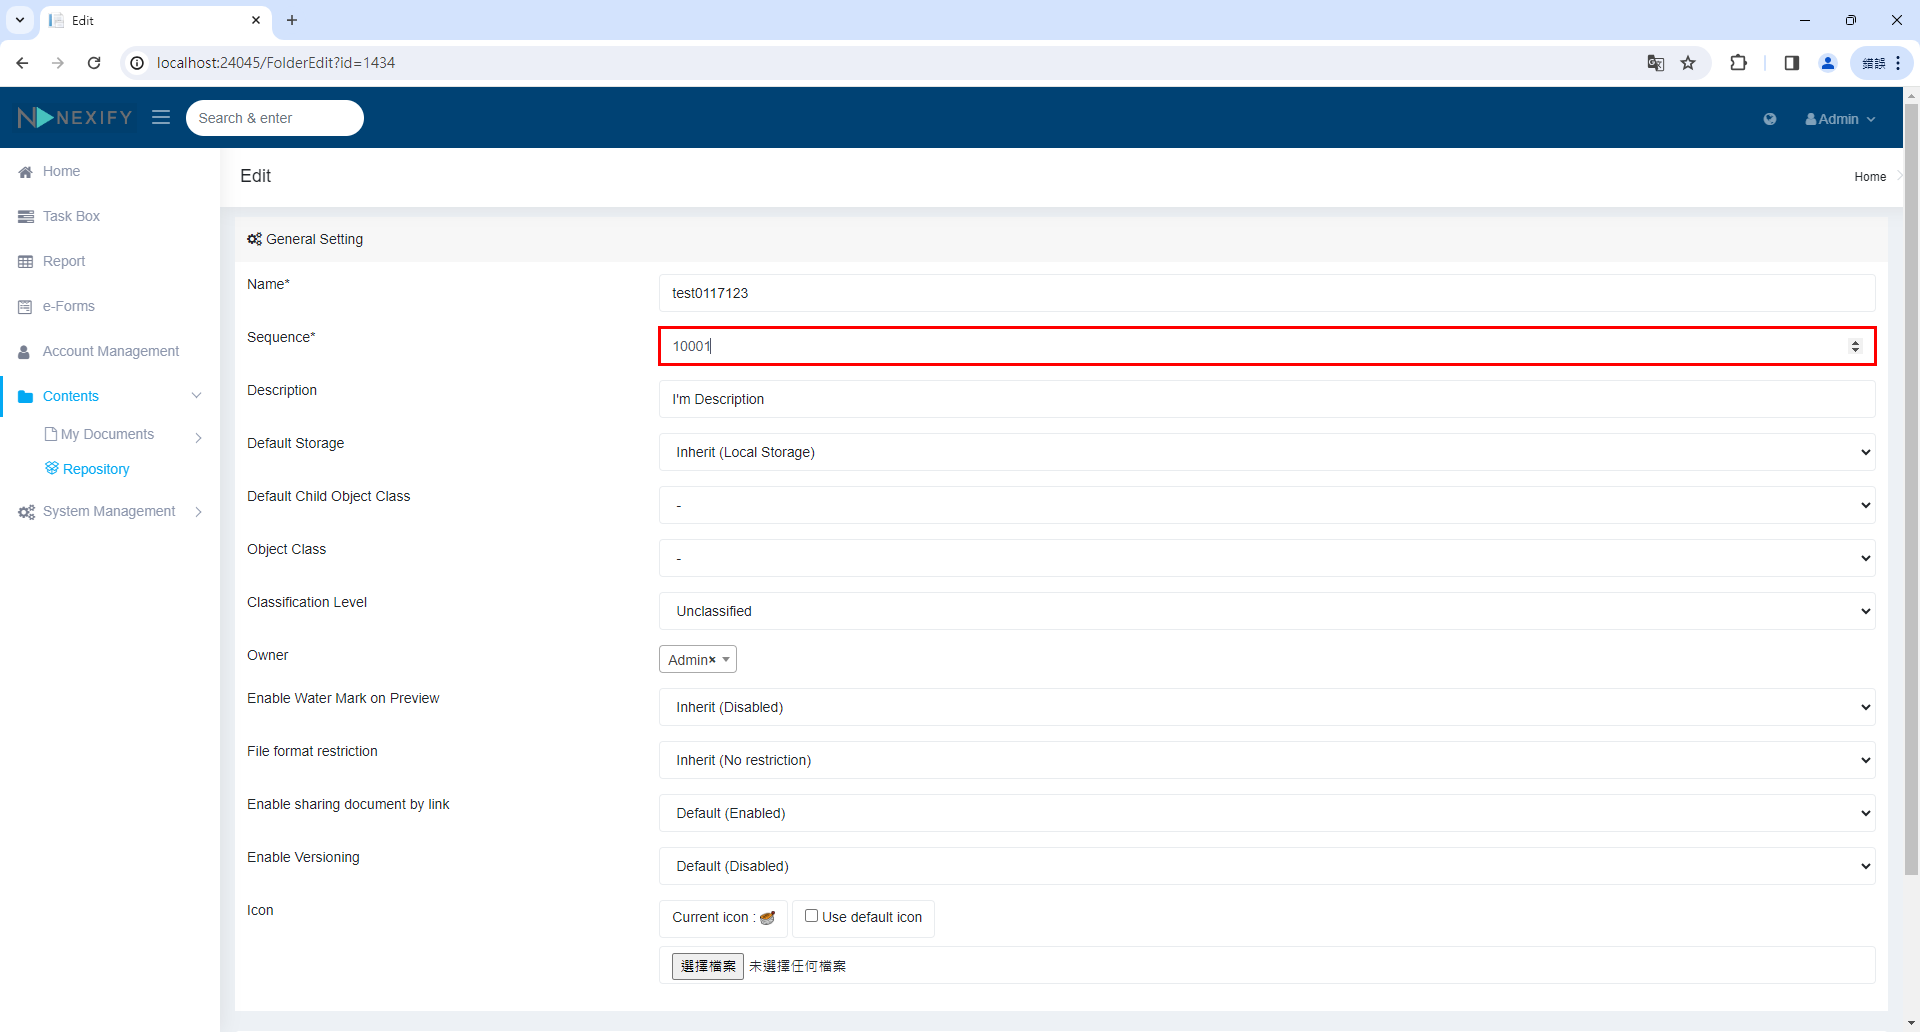 Edit
localhost:24045/FolderEdit?id=1434
錯誤
NEXIFY
Search & enter
Admin
Home
Task Box
Report
e-Forms
Account Management
Contents
My Documents
Repository
System Management
Edit
Home
General Setting
Name*
test0117123
Sequence*
10001
Description
I'm Description
Default Storage
Inherit (Local Storage)
Default Child Object Class
-
Object Class
-
Classification Level
Unclassified
Owner
Admin×
Enable Water Mark on Preview
Inherit (Disabled)
File format restriction
Inherit (No restriction)
Enable sharing document by link
Default (Enabled)
Enable Versioning
Default (Disabled)
Icon
Current icon :
Use default icon
選擇檔案 未選擇任何檔案